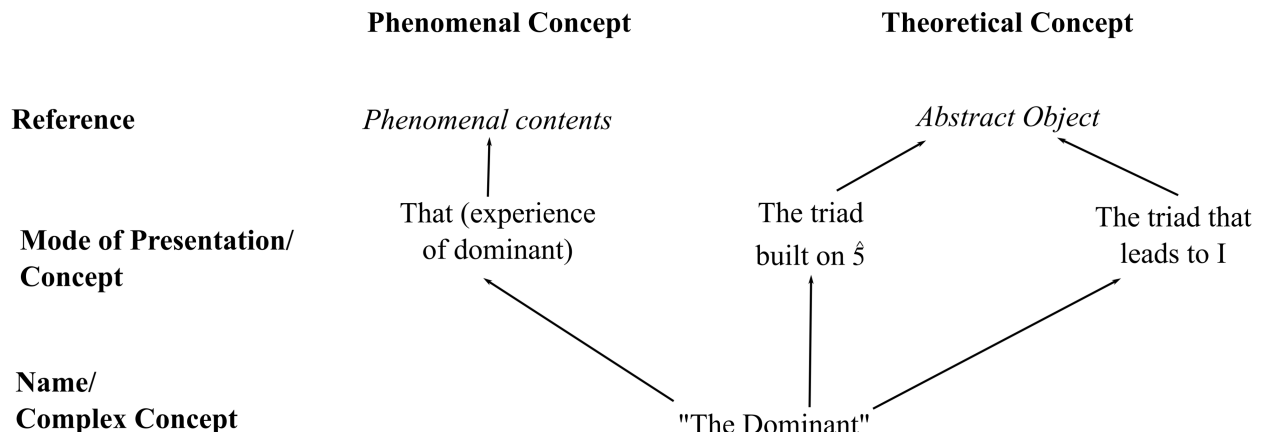 Phenomenal Concept Theoretical Concept
Reference Phenomenal contents Abstract Object
That (experience
of dominant)
The triad
built on 5̂
The triad that
leads to I
Mode of Presentation/
Concept
Name/
Complex Concept
"The Dominant"